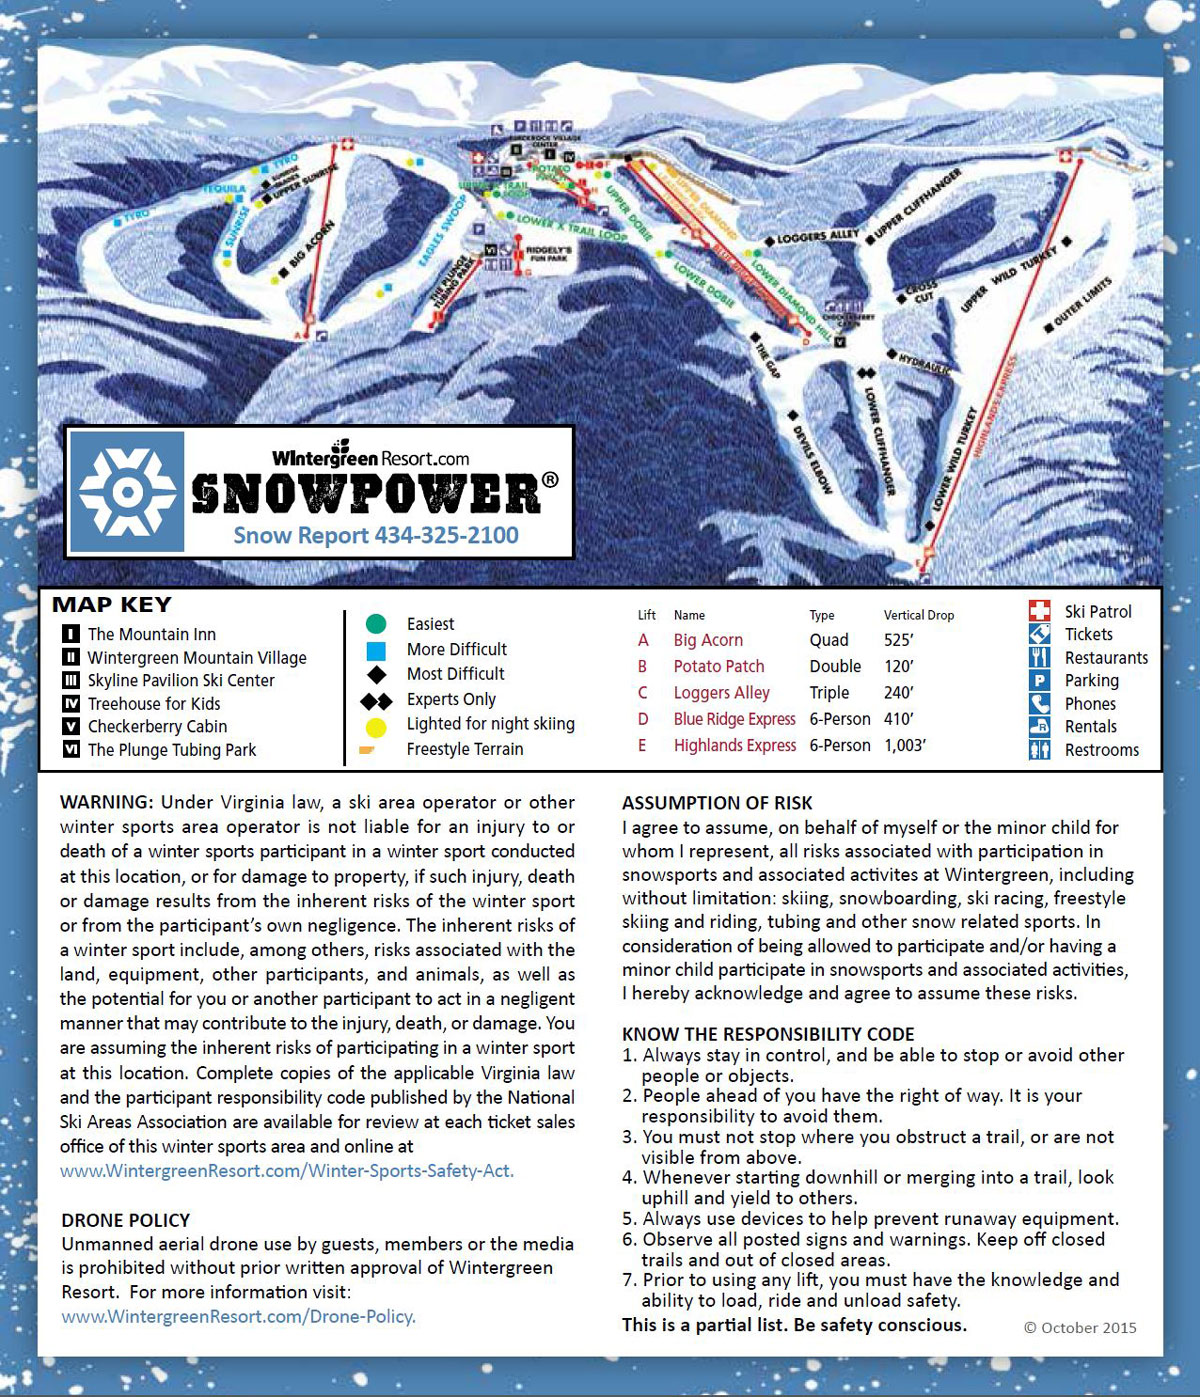 TYRO
TEQUILA
SUNRISE TRANES
UPPER SUNRISE
TYRO
SUNRISE
BIG ACORN
A
EAGLES SWOOP
BLACKROCK VILLAGE
CENTER
POTATO
PATCH
UPPER X TRAIL
LOOP
LOWER X TRAIL LOOP
THE PLUNGE
TUBING PARK
RIDGELY'S
FUN PARK
G
UPPER DOBIE
LOWER DOBIE
UPPER DIAMOND
C
D
LOWER DIAMOND HILL
LOGGERS ALLEY
CHECKERBERRY
CABIN
UPPER CLIFFHANGER
CROSS
CUT
UPPER WILD TURKEY
OUTER LIMITS
THE GAP
HYDRAULIC
DEVILS ELBOW
LOWER CLIFFHANGER
LOWER WILD TURKEY
HIGHLANDS EXPRESS
E
WintergreenResort.com
SNOWPOWER®
Snow Report 434-325-2100
MAP KEY
I The Mountain Inn
II Wintergreen Mountain Village
III Skyline Pavilion Ski Center
IV Treehouse for Kids
V Checkerberry Cabin
VI The Plunge Tubing Park
Easiest
More Difficult
Most Difficult
Experts Only
Lighted for night skiing
Freestyle Terrain
Lift Name Type Vertical Drop
A Big Acorn Quad 525’
B Potato Patch Double 120’
C Loggers Alley Triple 240’
D Blue Ridge Express 6-Person 410’
E Highlands Express 6-Person 1,003’
Ski Patrol
Tickets
Restaurants
P Parking
Phones
R Rentals
Restrooms
WARNING: Under Virginia law, a ski area operator or other
winter sports area operator is not liable for an injury to or
death of a winter sports participant in a winter sport conducted
at this location, or for damage to property, if such injury, death
or damage results from the inherent risks of the winter sport
or from the participant’s own negligence. The inherent risks of
a winter sport include, among others, risks associated with the
land, equipment, other participants, and animals, as well as
the potential for you or another participant to act in a negligent
manner that may contribute to the injury, death, or damage. You
are assuming the inherent risks of participating in a winter sport
at this location. Complete copies of the applicable Virginia law
and the participant responsibility code published by the National
Ski Areas Association are available for review at each ticket sales
office of this winter sports area and online at
www.WintergreenResort.com/Winter-Sports-Safety-Act.
DRONE POLICY
Unmanned aerial drone use by guests, members or the media
is prohibited without prior written approval of Wintergreen
Resort. For more information visit:
www.WintergreenResort.com/Drone-Policy.
ASSUMPTION OF RISK
I agree to assume, on behalf of myself or the minor child for
whom I represent, all risks associated with participation in
snowsports and associated activites at Wintergreen, including
without limitation: skiing, snowboarding, ski racing, freestyle
skiing and riding, tubing and other snow related sports. In
consideration of being allowed to participate and/or having a
minor child participate in snowsports and associated activities,
I hereby acknowledge and agree to assume these risks.
KNOW THE RESPONSIBILITY CODE
1. Always stay in control, and be able to stop or avoid other
people or objects.
2. People ahead of you have the right of way. It is your
responsibility to avoid them.
3. You must not stop where you obstruct a trail, or are not
visible from above.
4. Whenever starting downhill or merging into a trail, look
uphill and yield to others.
5. Always use devices to help prevent runaway equipment.
6. Observe all posted signs and warnings. Keep off closed
trails and out of closed areas.
7. Prior to using any lift, you must have the knowledge and
ability to load, ride and unload safety.
This is a partial list. Be safety conscious.
© October 2015